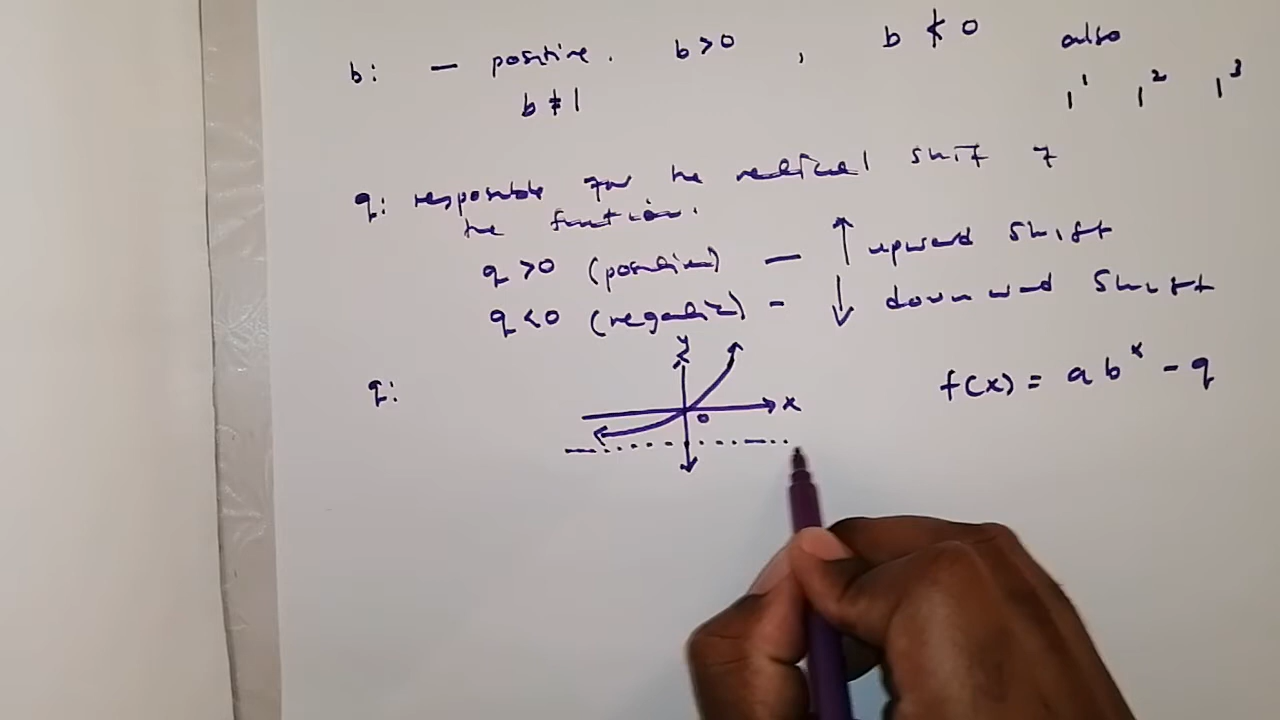 b: — positive. b > 0 , b ≮ 0 also
b ≠ 1 1¹ 1² 1³
q: responsible for the vertical shift of
the function.
q > 0 (positive) — ↑ upward shift
q < 0 (negative) - ↓ downward shift
y
q: f(x) = ab^x - q
x
0